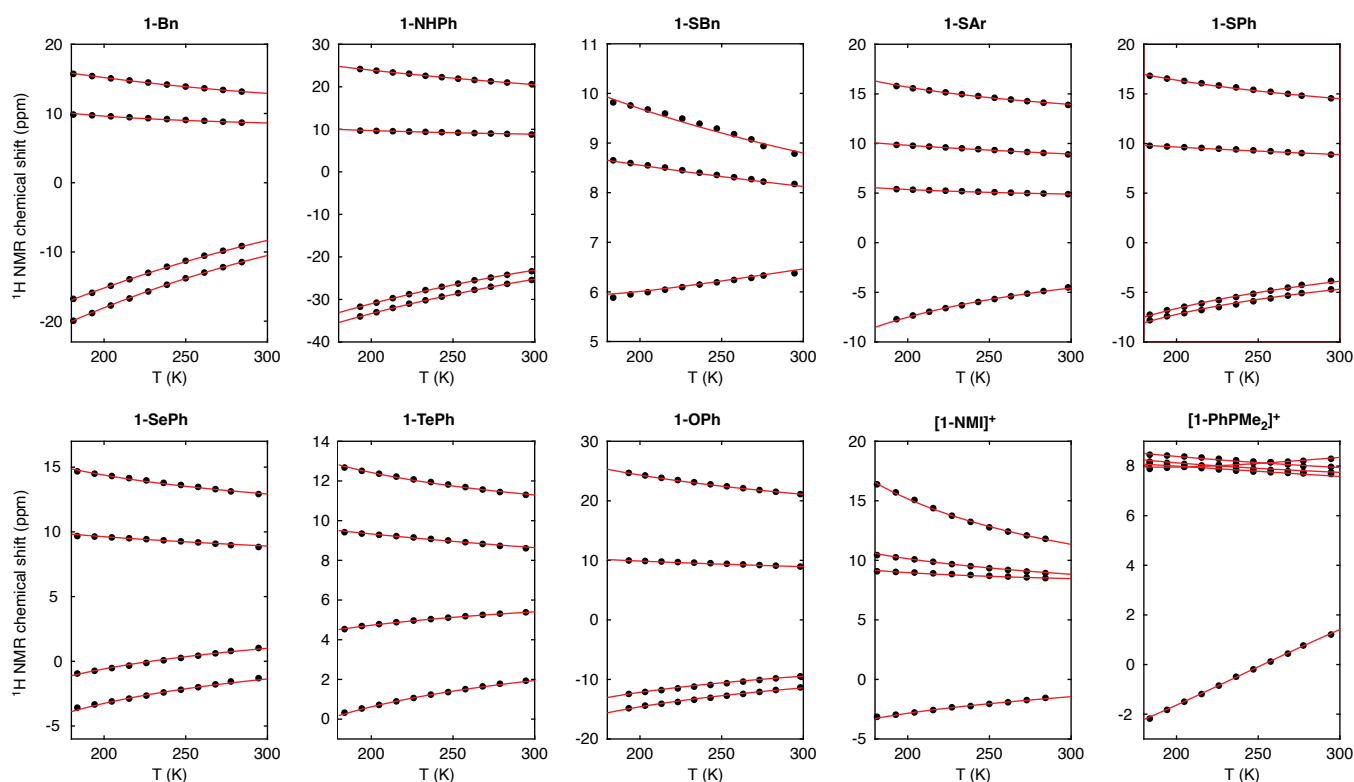 1-Bn 1-NHPh 1-SBn 1-SAr 1-SPh
¹H NMR chemical shift (ppm)
20 10 0 -10 -20
30 20 10 0 -10 -20 -30 -40
11 10 9 8 7 6 5
20 15 10 5 0 -5 -10
20 15 10 5 0 -5 -10
200 250 300 200 250 300 200 250 300 200 250 300 200 250 300
T (K) T (K) T (K) T (K) T (K)
1-SePh 1-TePh 1-OPh [1-NMI]⁺ [1-PhPMe₂]⁺
¹H NMR chemical shift (ppm)
15 10 5 0 -5
14 12 10 8 6 4 2 0
30 20 10 0 -10 -20
20 15 10 5 0 -5
8 6 4 2 0 -2
200 250 300 200 250 300 200 250 300 200 250 300 200 250 300
T (K) T (K) T (K) T (K) T (K)